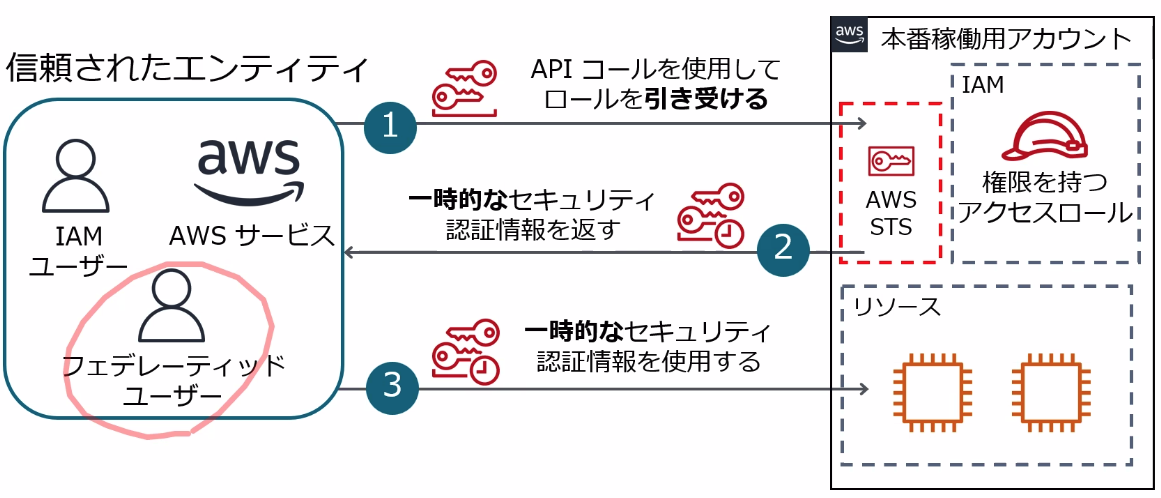 信頼されたエンティティ
IAM
ユーザー
aws
AWS サービス
フェデレーティッド
ユーザー
1
API コールを使用して
ロールを引き受ける
一時的なセキュリティ
認証情報を返す
2
3
一時的なセキュリティ
認証情報を使用する
aws
本番稼働用アカウント
AWS
STS
IAM
権限を持つ
アクセスロール
リソース